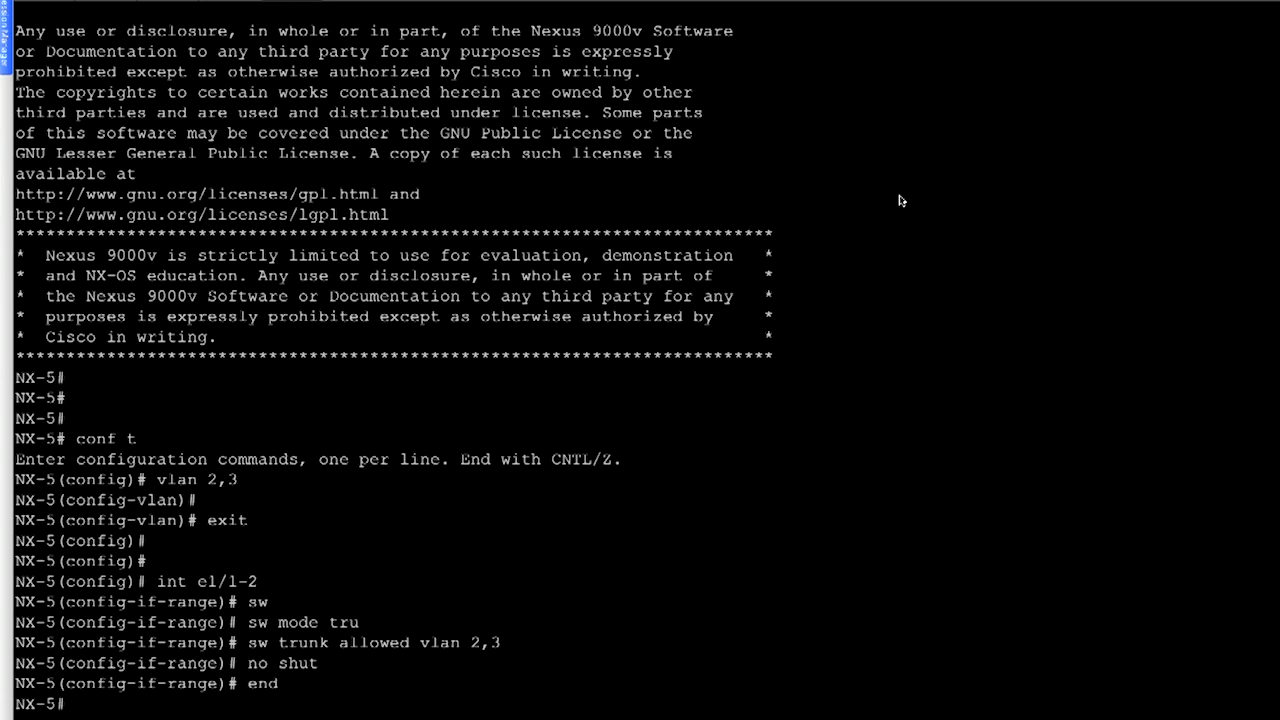 Any use or disclosure, in whole or in part, of the Nexus 9000v Software
or Documentation to any third party for any purposes is expressly
prohibited except as otherwise authorized by Cisco in writing.
The copyrights to certain works contained herein are owned by other
third parties and are used and distributed under license. Some parts
of this software may be covered under the GNU Public License or the
GNU Lesser General Public License. A copy of each such license is
available at
http://www.gnu.org/licenses/gpl.html and
http://www.gnu.org/licenses/lgpl.html
***************************************************************************
*  Nexus 9000v is strictly limited to use for evaluation, demonstration   *
*  and NX-OS education. Any use or disclosure, in whole or in part of     *
*  the Nexus 9000v Software or Documentation to any third party for any   *
*  purposes is expressly prohibited except as otherwise authorized by     *
*  Cisco in writing.                                                      *
***************************************************************************
NX-5#
NX-5#
NX-5#
NX-5# conf t
Enter configuration commands, one per line. End with CNTL/Z.
NX-5(config)# vlan 2,3
NX-5(config-vlan)#
NX-5(config-vlan)# exit
NX-5(config)#
NX-5(config)#
NX-5(config)# int e1/1-2
NX-5(config-if-range)# sw
NX-5(config-if-range)# sw mode tru
NX-5(config-if-range)# sw trunk allowed vlan 2,3
NX-5(config-if-range)# no shut
NX-5(config-if-range)# end
NX-5#